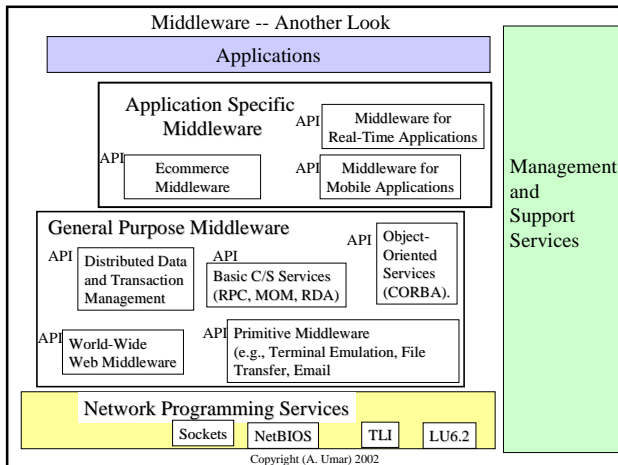 Middleware -- Another Look
Applications
Application Specific
Middleware
API
Middleware for
Real-Time Applications
API
Ecommerce
Middleware
API
Middleware for
Mobile Applications
Management
and
Support
Services
General Purpose Middleware
API
Distributed Data
and Transaction
Management
API
Basic C/S Services
(RPC, MOM, RDA)
API
Object-
Oriented
Services
(CORBA).
API
World-Wide
Web Middleware
API
Primitive Middleware
(e.g., Terminal Emulation, File
Transfer, Email
Network Programming Services
Sockets
NetBIOS
TLI
LU6.2
Copyright (A. Umar) 2002